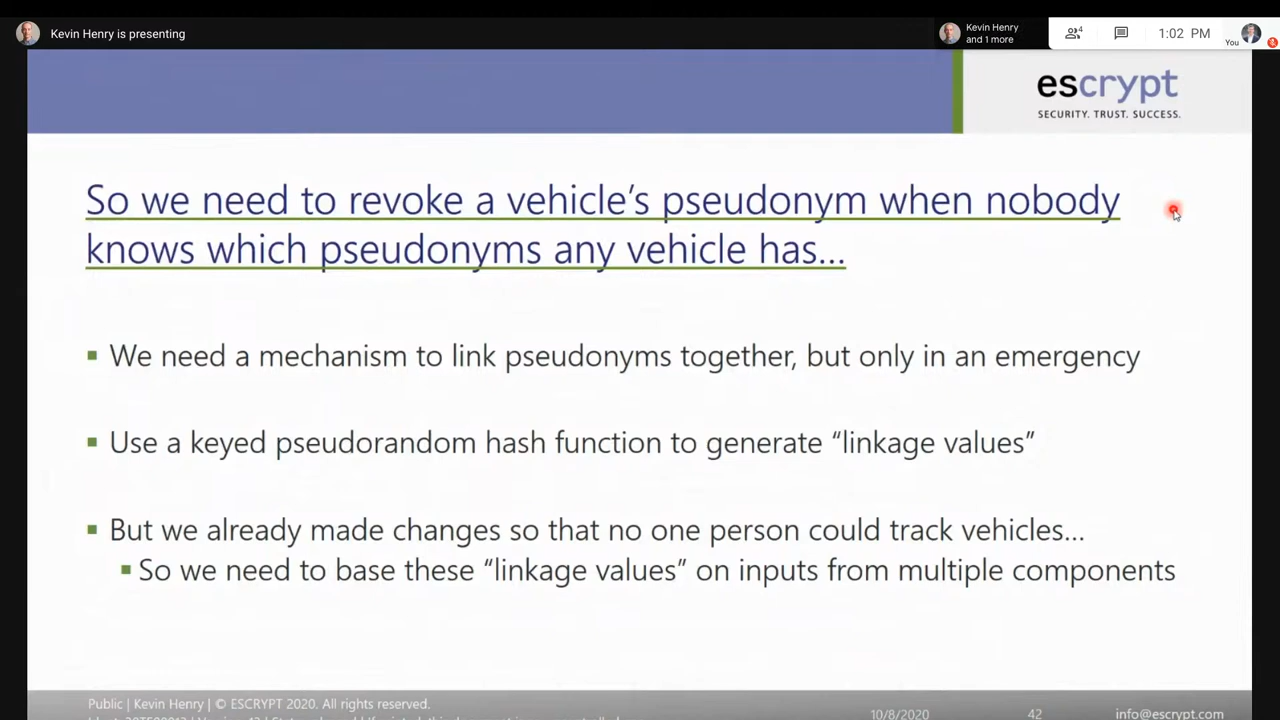 Kevin Henry is presenting
Kevin Henry
and 1 more
4
1:02 PM
You
escrypt
SECURITY. TRUST. SUCCESS.
So we need to revoke a vehicle's pseudonym when nobody
knows which pseudonyms any vehicle has…
▪ We need a mechanism to link pseudonyms together, but only in an emergency
▪ Use a keyed pseudorandom hash function to generate “linkage values”
▪ But we already made changes so that no one person could track vehicles…
▪ So we need to base these “linkage values” on inputs from multiple components
Public | Kevin Henry | © ESCRYPT 2020. All rights reserved.
10/8/2020
42
info@escrypt.com